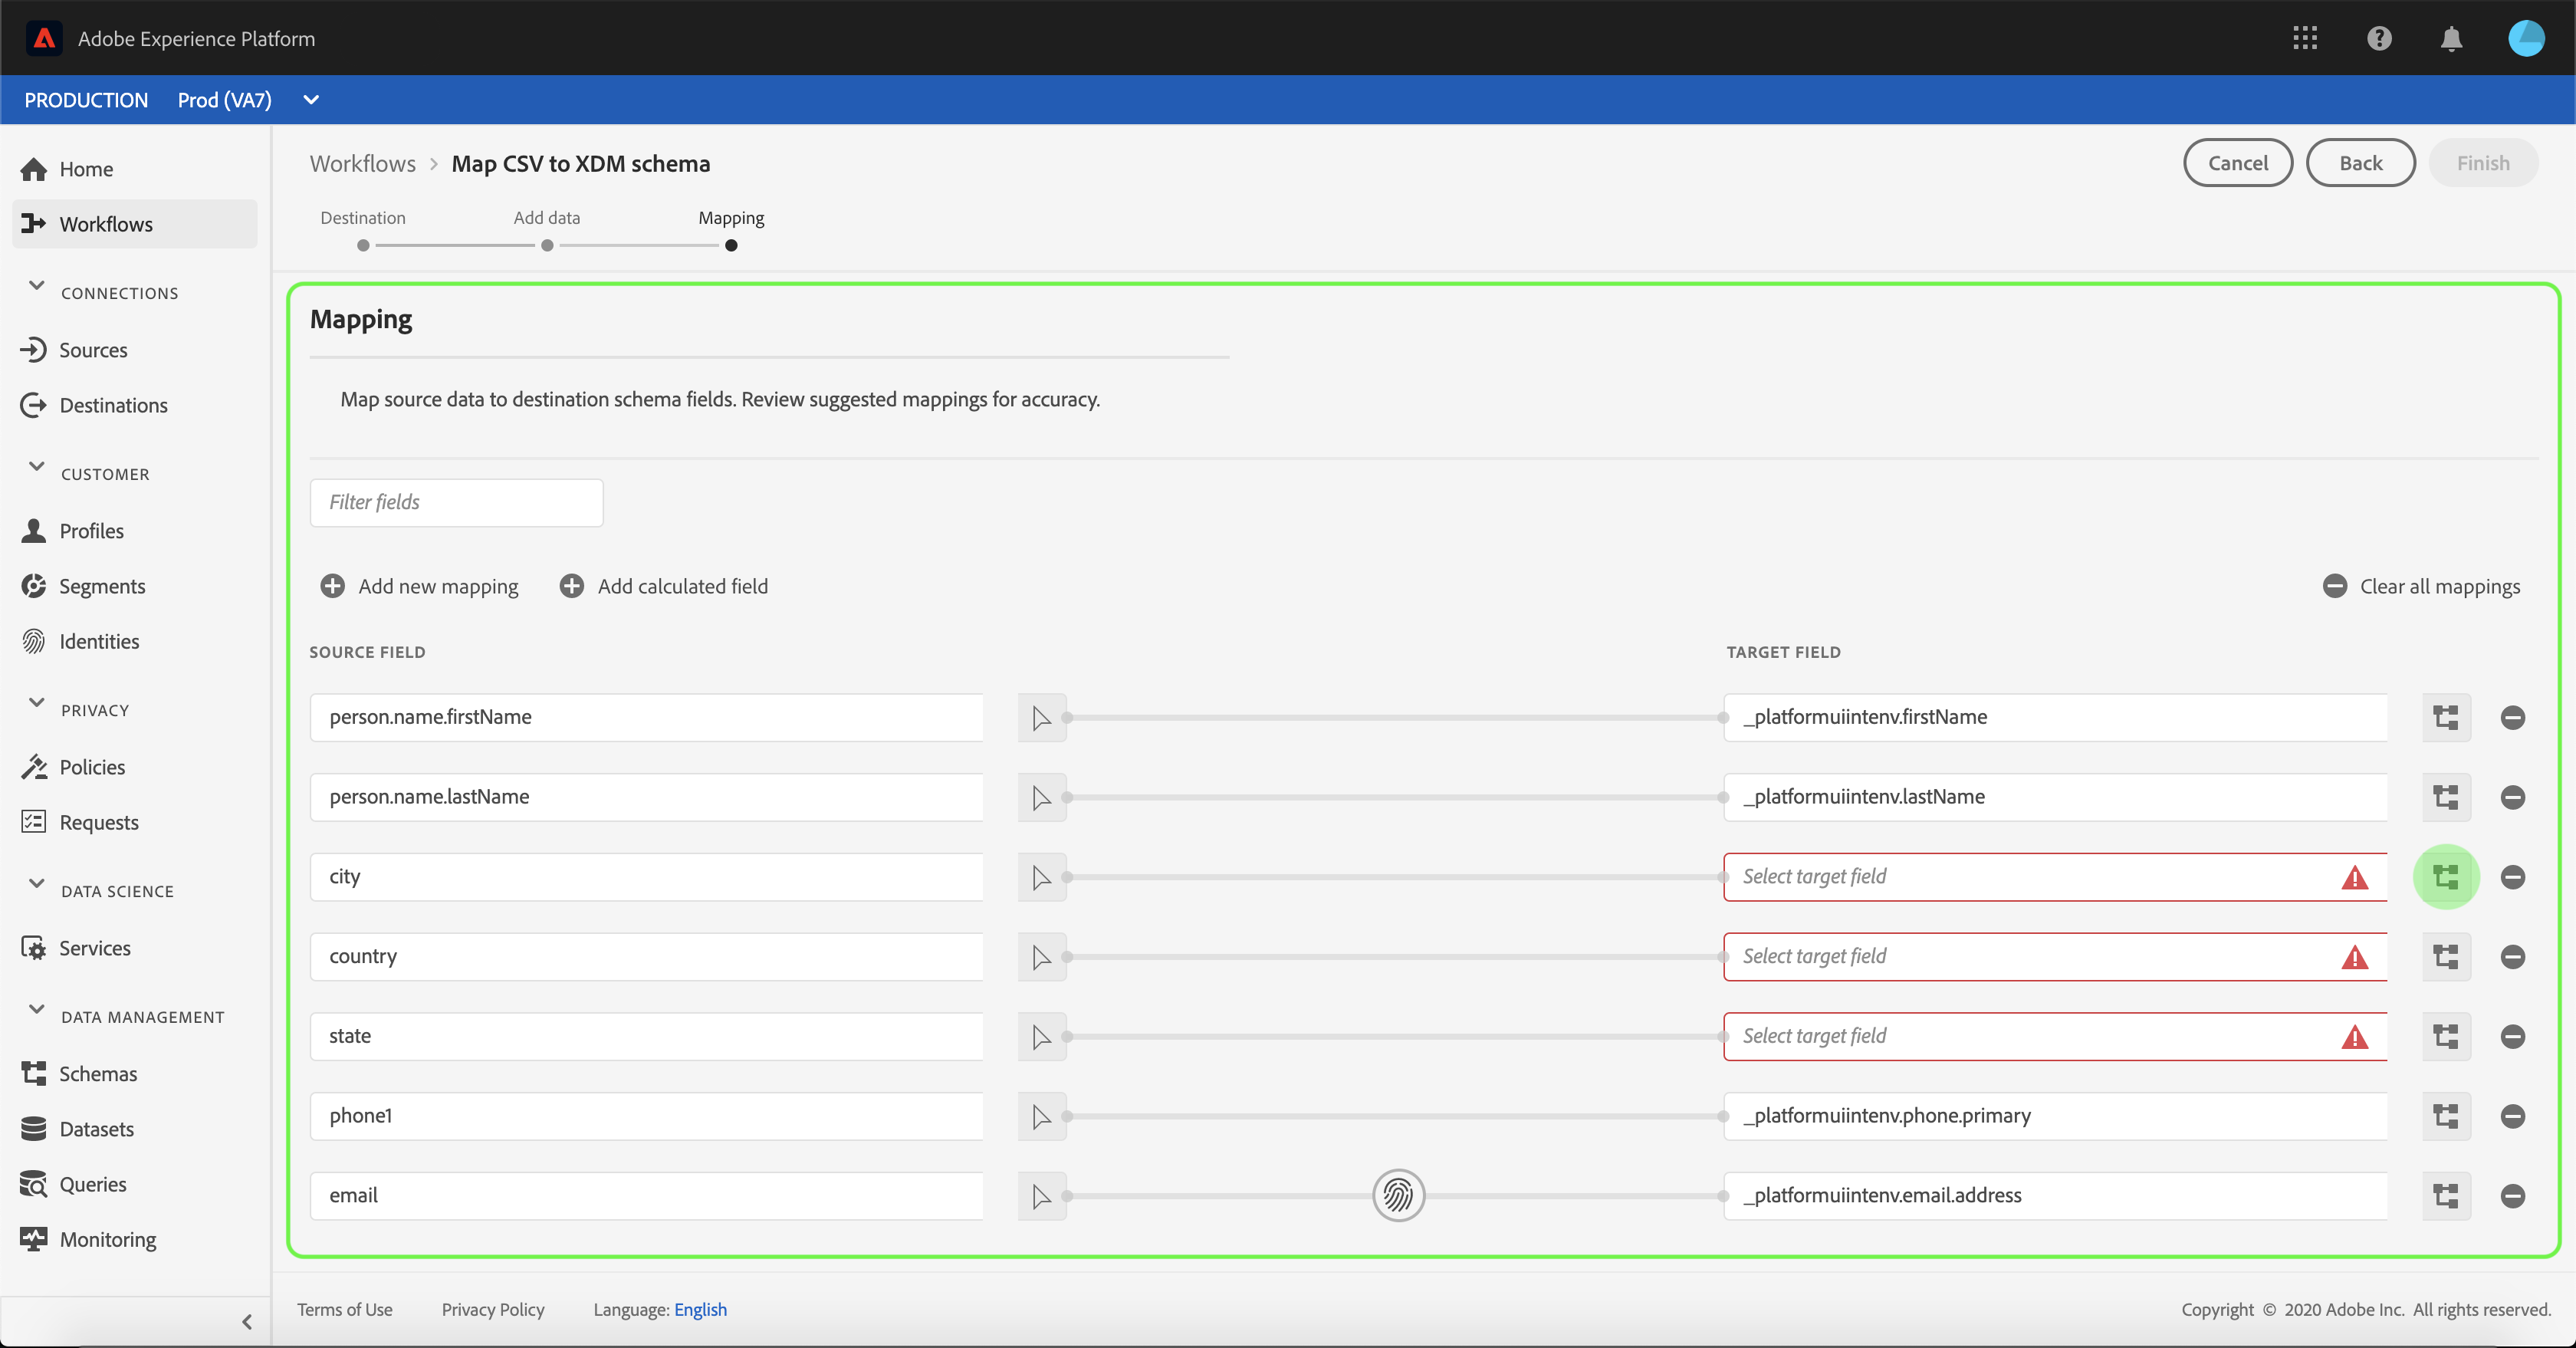 Adobe Experience Platform
PRODUCTION Prod (VA7)
Home
Workflows
CONNECTIONS
Sources
Destinations
CUSTOMER
Profiles
Segments
Identities
PRIVACY
Policies
Requests
DATA SCIENCE
Services
DATA MANAGEMENT
Schemas
Datasets
Queries
Monitoring
Workflows > Map CSV to XDM schema
Cancel Back Finish
Destination Add data Mapping
Mapping
Map source data to destination schema fields. Review suggested mappings for accuracy.
Filter fields
Add new mapping Add calculated field Clear all mappings
SOURCE FIELD TARGET FIELD
person.name.firstName _platformuiintenv.firstName
person.name.lastName _platformuiintenv.lastName
city Select target field
country Select target field
state Select target field
phone1 _platformuiintenv.phone.primary
email _platformuiintenv.email.address
Terms of Use Privacy Policy Language: English Copyright © 2020 Adobe Inc. All rights reserved.